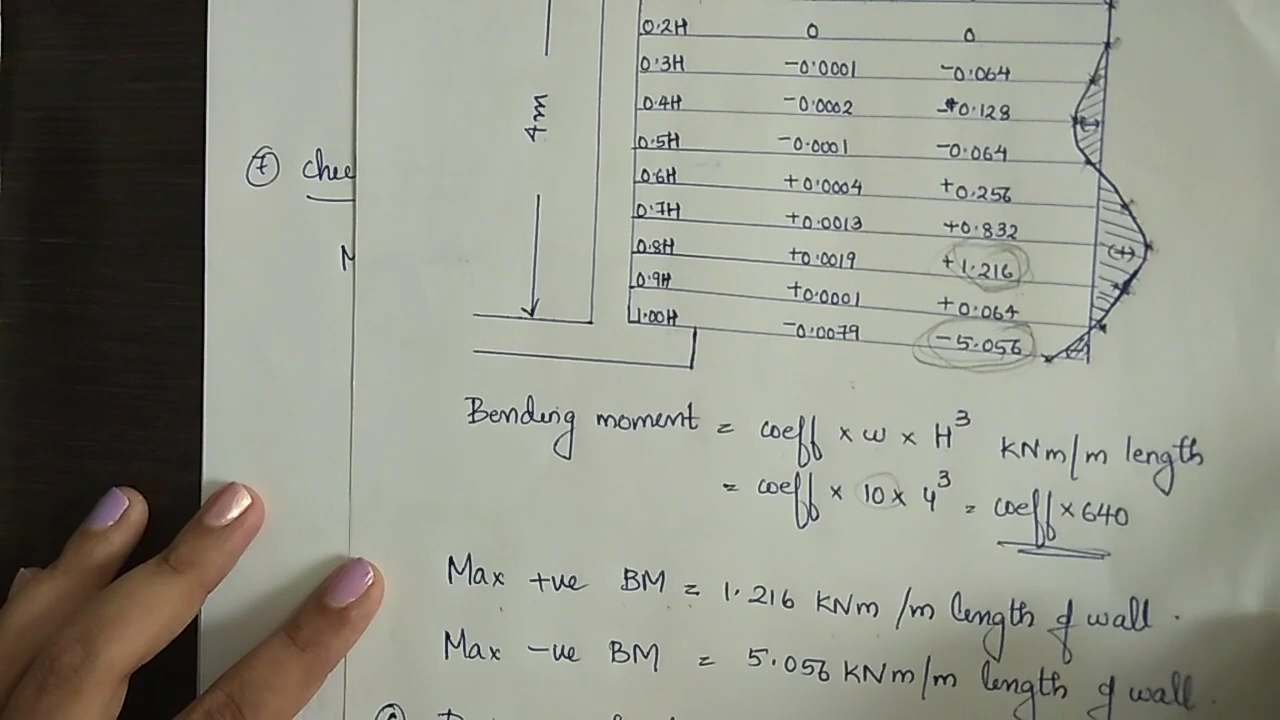 0.2H 0 0
0.3H -0.0001 -0.064
0.4H -0.0002 -0.128
0.5H -0.0001 -0.064
0.6H +0.0004 +0.256
0.7H +0.0013 +0.832
0.8H +0.0019 +1.216
0.9H +0.0001 +0.064
1.00H -0.0079 -5.056
4m
(+)
7
Bending moment = coeff × w × H³ KNm/m length
= coeff × 10 × 4³ = coeff × 640
Max +ve BM = 1.216 KNm/m length of wall.
Max -ve BM = 5.056 KNm/m length of wall.